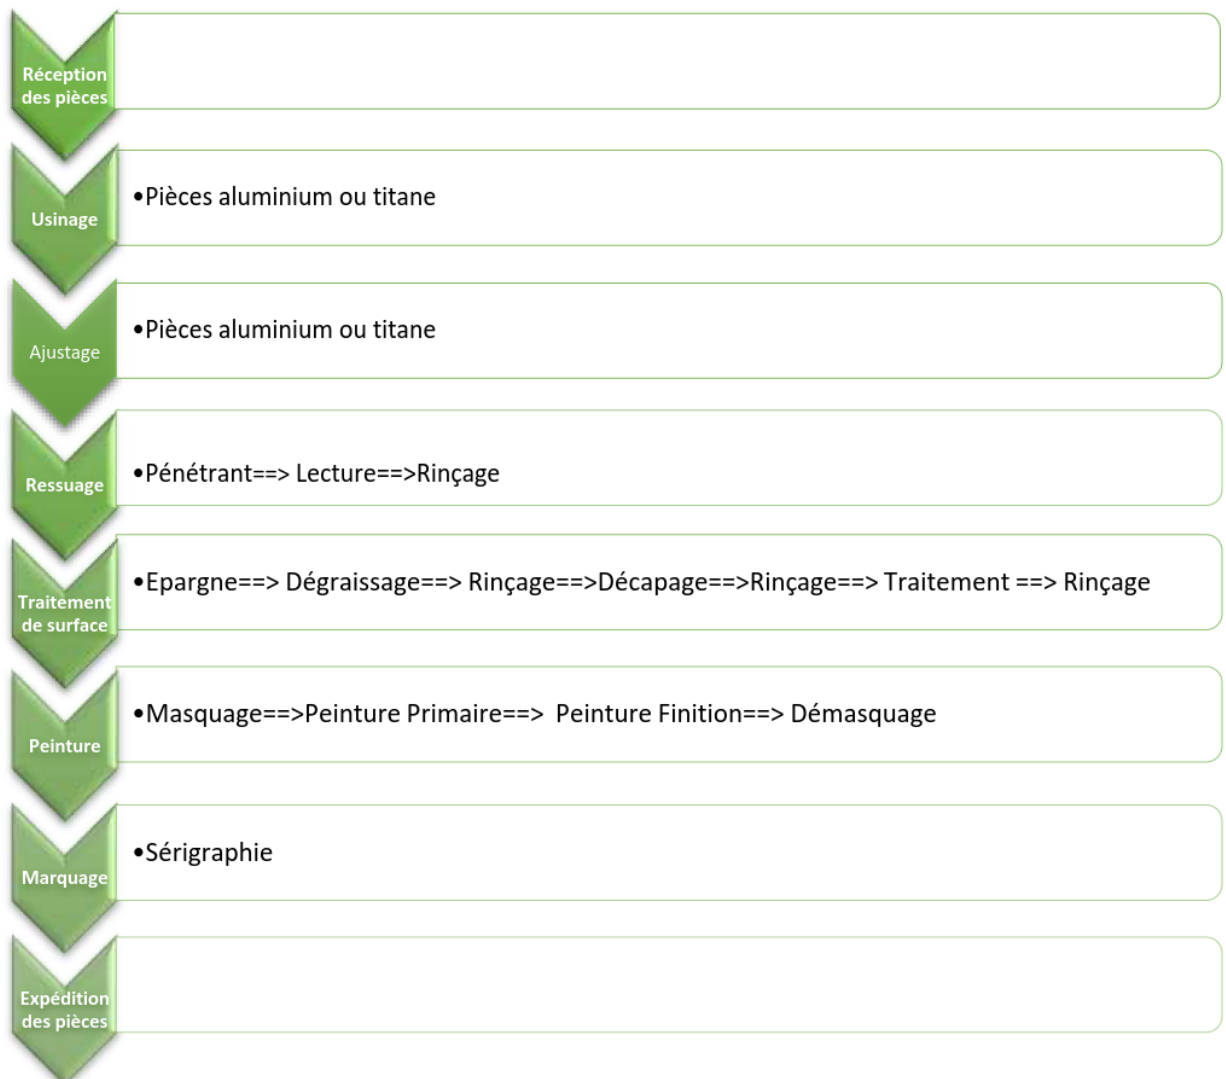 Réception
des pièces
Usinage
•Pièces aluminium ou titane
Ajustage
•Pièces aluminium ou titane
Ressuage
•Pénétrant==> Lecture==>Rinçage
Traitement
de surface
•Epargne==> Dégraissage==> Rinçage==>Décapage==>Rinçage==> Traitement ==> Rinçage
Peinture
•Masquage==>Peinture Primaire==> Peinture Finition==> Démasquage
Marquage
•Sérigraphie
Expédition
des pièces